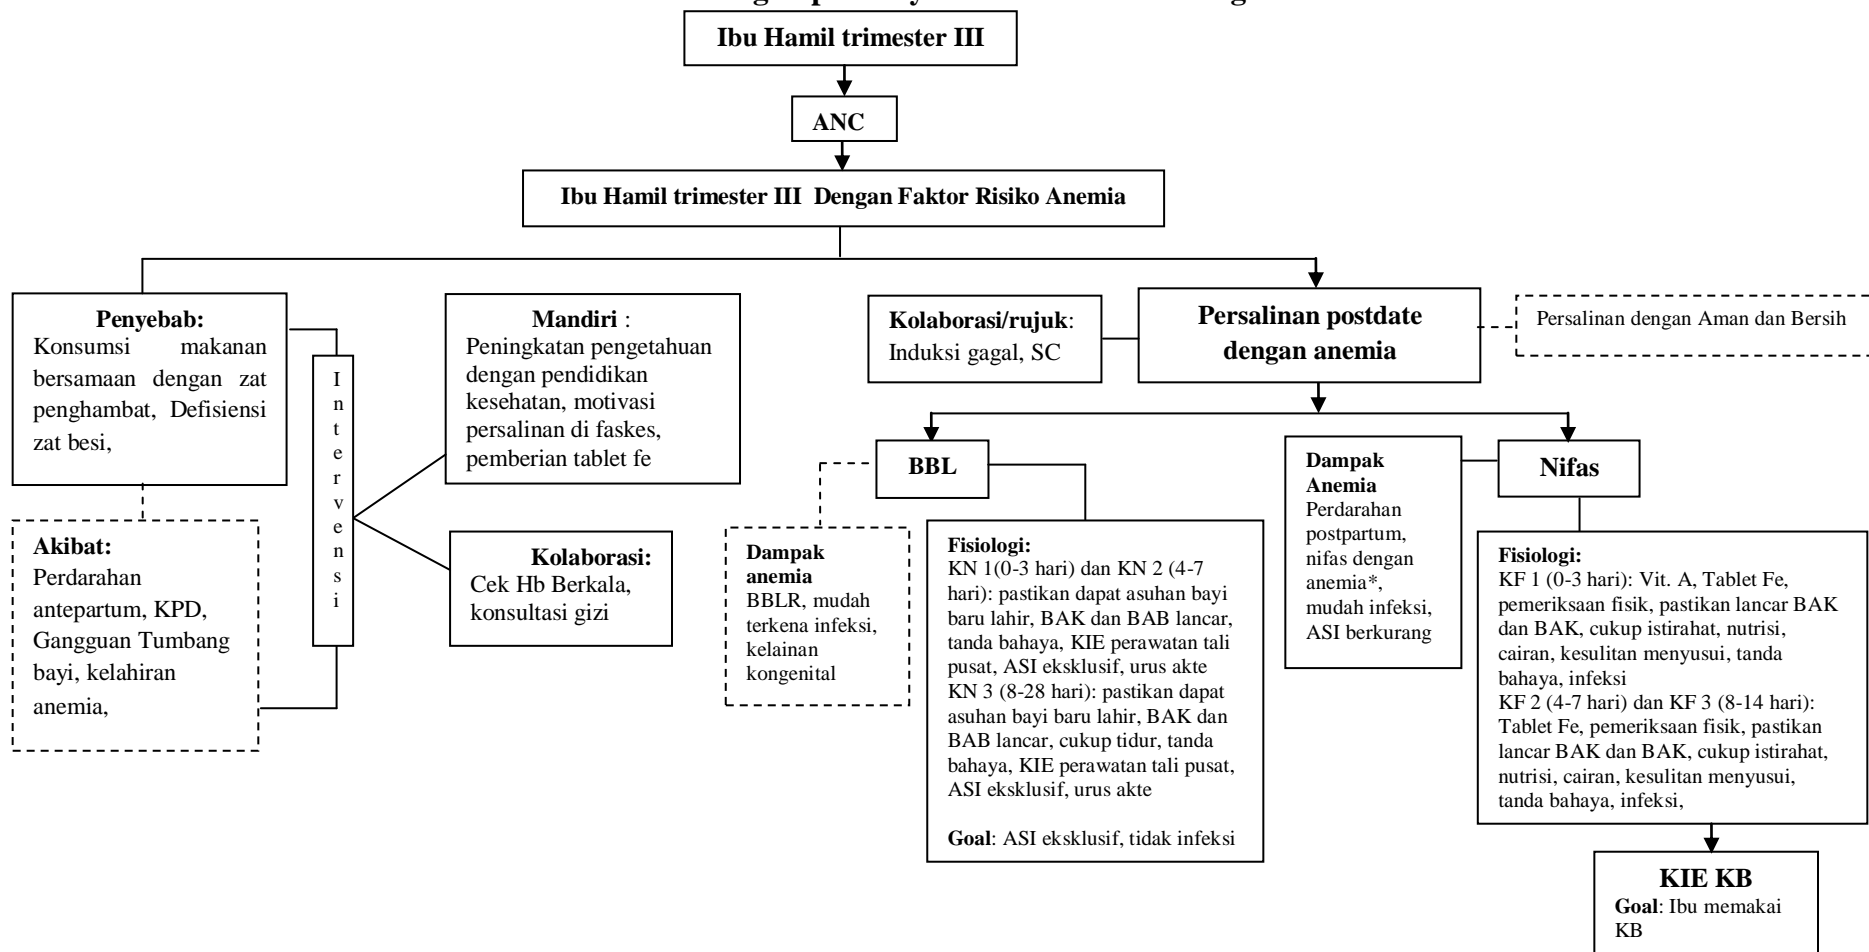 Ibu Hamil trimester III
ANC
Ibu Hamil trimester III Dengan Faktor Risiko Anemia
Penyebab:
Konsumsi makanan
bersamaan dengan zat
penghambat, Defisiensi
zat besi,
Akibat:
Perdarahan
antepartum, KPD,
Gangguan Tumbang
bayi, kelahiran
anemia,
I
n
t
e
r
v
e
n
s
i
Mandiri :
Peningkatan pengetahuan
dengan pendidikan
kesehatan, motivasi
persalinan di faskes,
pemberian tablet fe
Kolaborasi:
Cek Hb Berkala,
konsultasi gizi
Kolaborasi/rujuk:
Induksi gagal, SC
Persalinan postdate
dengan anemia
Persalinan dengan Aman dan Bersih
BBL
Dampak
anemia
BBLR, mudah
terkena infeksi,
kelainan
kongenital
Fisiologi:
KN 1(0-3 hari) dan KN 2 (4-7
hari): pastikan dapat asuhan bayi
baru lahir, BAK dan BAB lancar,
tanda bahaya, KIE perawatan tali
pusat, ASI eksklusif, urus akte
KN 3 (8-28 hari): pastikan dapat
asuhan bayi baru lahir, BAK dan
BAB lancar, cukup tidur, tanda
bahaya, KIE perawatan tali pusat,
ASI eksklusif, urus akte
Goal: ASI eksklusif, tidak infeksi
Dampak
Anemia
Perdarahan
postpartum,
nifas dengan
anemia*,
mudah infeksi,
ASI berkurang
Nifas
Fisiologi:
KF 1 (0-3 hari): Vit. A, Tablet Fe,
pemeriksaan fisik, pastikan lancar BAK
dan BAK, cukup istirahat, nutrisi,
cairan, kesulitan menyusui, tanda
bahaya, infeksi
KF 2 (4-7 hari) dan KF 3 (8-14 hari):
Tablet Fe, pemeriksaan fisik, pastikan
lancar BAK dan BAK, cukup istirahat,
nutrisi, cairan, kesulitan menyusui,
tanda bahaya, infeksi,
KIE KB
Goal: Ibu memakai
KB